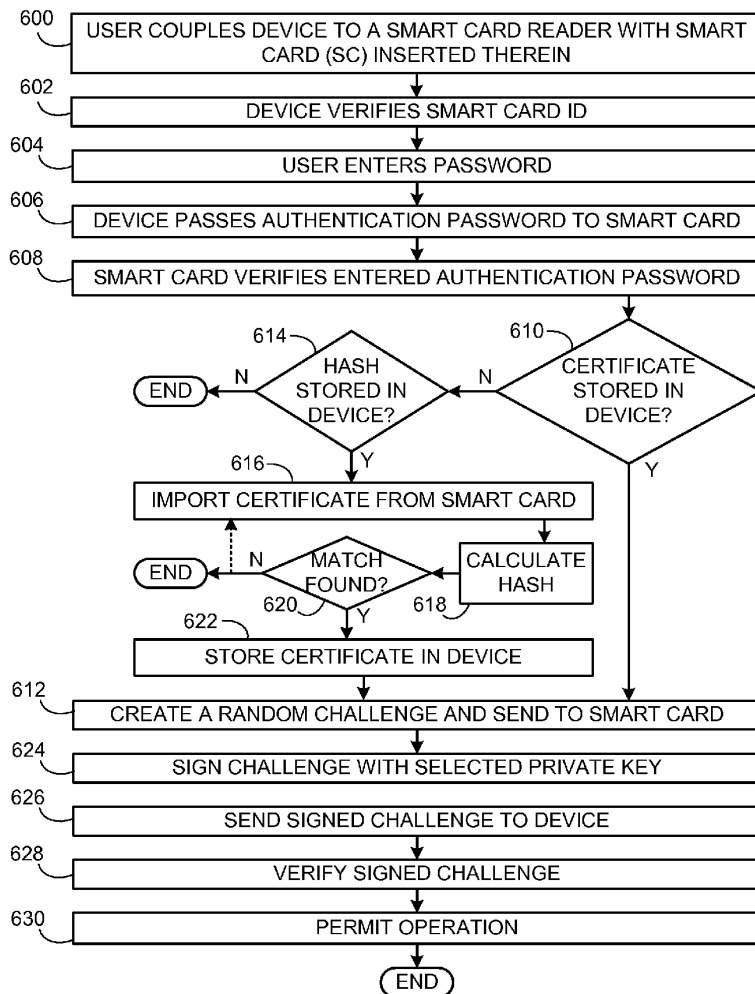 600
USER COUPLES DEVICE TO A SMART CARD READER WITH SMART
CARD (SC) INSERTED THEREIN
602
DEVICE VERIFIES SMART CARD ID
604
USER ENTERS PASSWORD
606
DEVICE PASSES AUTHENTICATION PASSWORD TO SMART CARD
608
SMART CARD VERIFIES ENTERED AUTHENTICATION PASSWORD
610
CERTIFICATE
STORED IN
DEVICE?
N
Y
614
HASH
STORED IN
DEVICE?
N
END
Y
616
IMPORT CERTIFICATE FROM SMART CARD
CALCULATE
HASH
618
MATCH
FOUND?
620
N
END
Y
622
STORE CERTIFICATE IN DEVICE
612
CREATE A RANDOM CHALLENGE AND SEND TO SMART CARD
624
SIGN CHALLENGE WITH SELECTED PRIVATE KEY
626
SEND SIGNED CHALLENGE TO DEVICE
628
VERIFY SIGNED CHALLENGE
630
PERMIT OPERATION
END